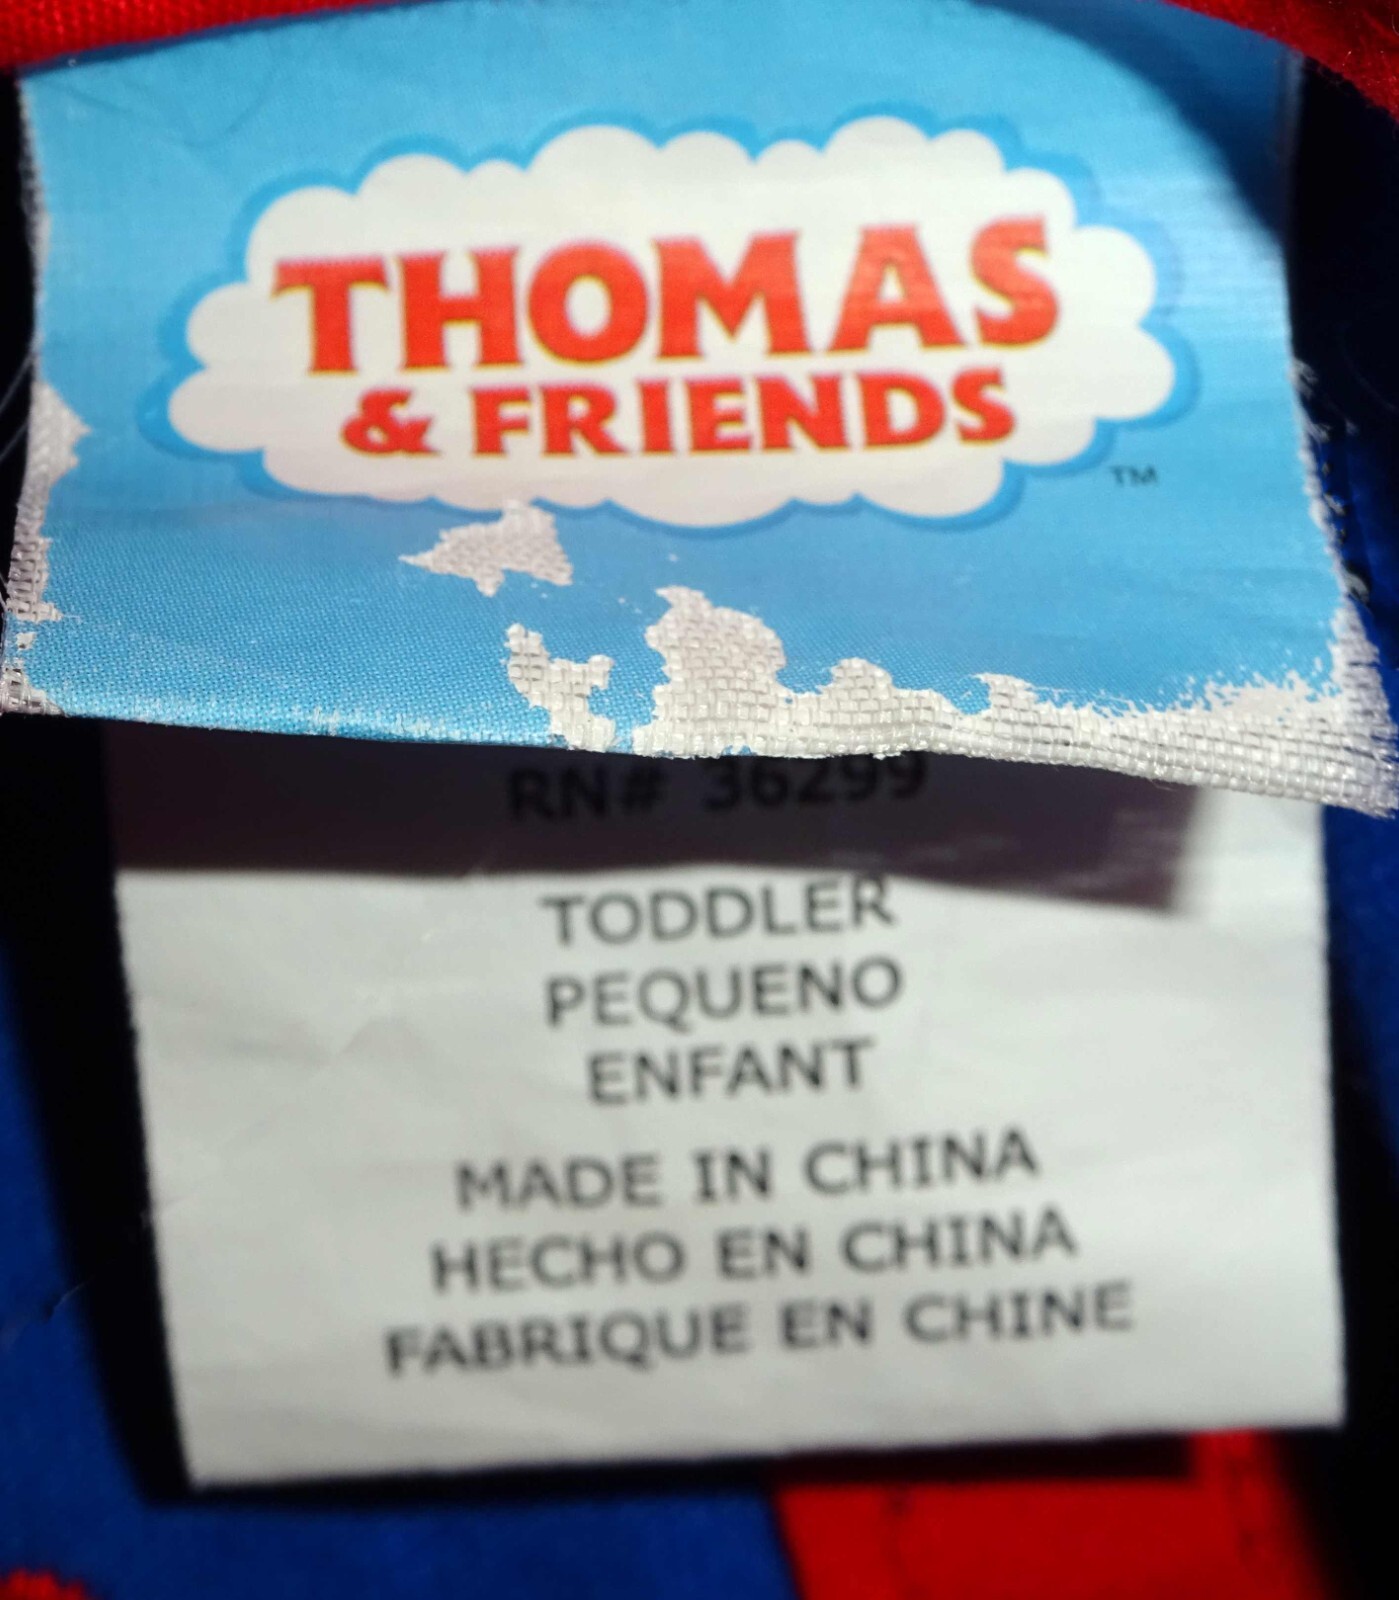 THOMAS
& FRIENDS
TM
RN# 36299
TODDLER
PEQUENO
ENFANT
MADE IN CHINA
HECHO EN CHINA
FABRIQUE EN CHINE